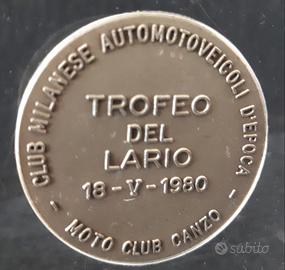 CLUB MILANESE AUTOMOTOVEICOLI D'EPOCA
TROFEO
DEL
LARIO
18-V-1980
- MOTO CLUB CANZO -
subito